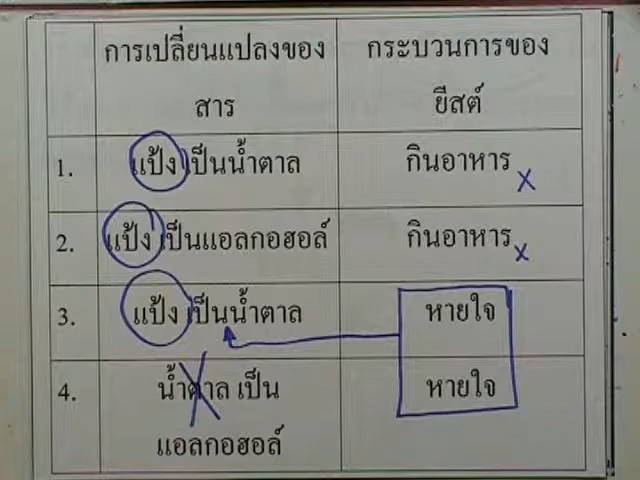 การเปลี่ยนแปลงของ กระบวนการของ
สาร ยีสต์
1. แป้งเป็นน้ำตาล กินอาหาร x
2. แป้งเป็นแอลกอฮอล์ กินอาหาร x
3. แป้งเป็นน้ำตาล หายใจ
4. น้ำตาล เป็น หายใจ
แอลกอฮอล์